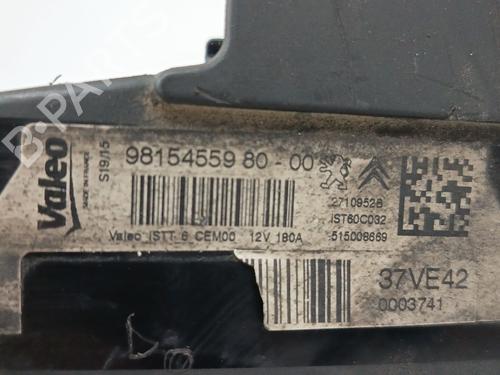 Valeo
MADE IN FRANCE
S19/15
98154559 80-00
27109528
IST60C032
515008669
Valeo ISTT 6 CEM00 12V 180A
37VE42
0003741
B-Parts